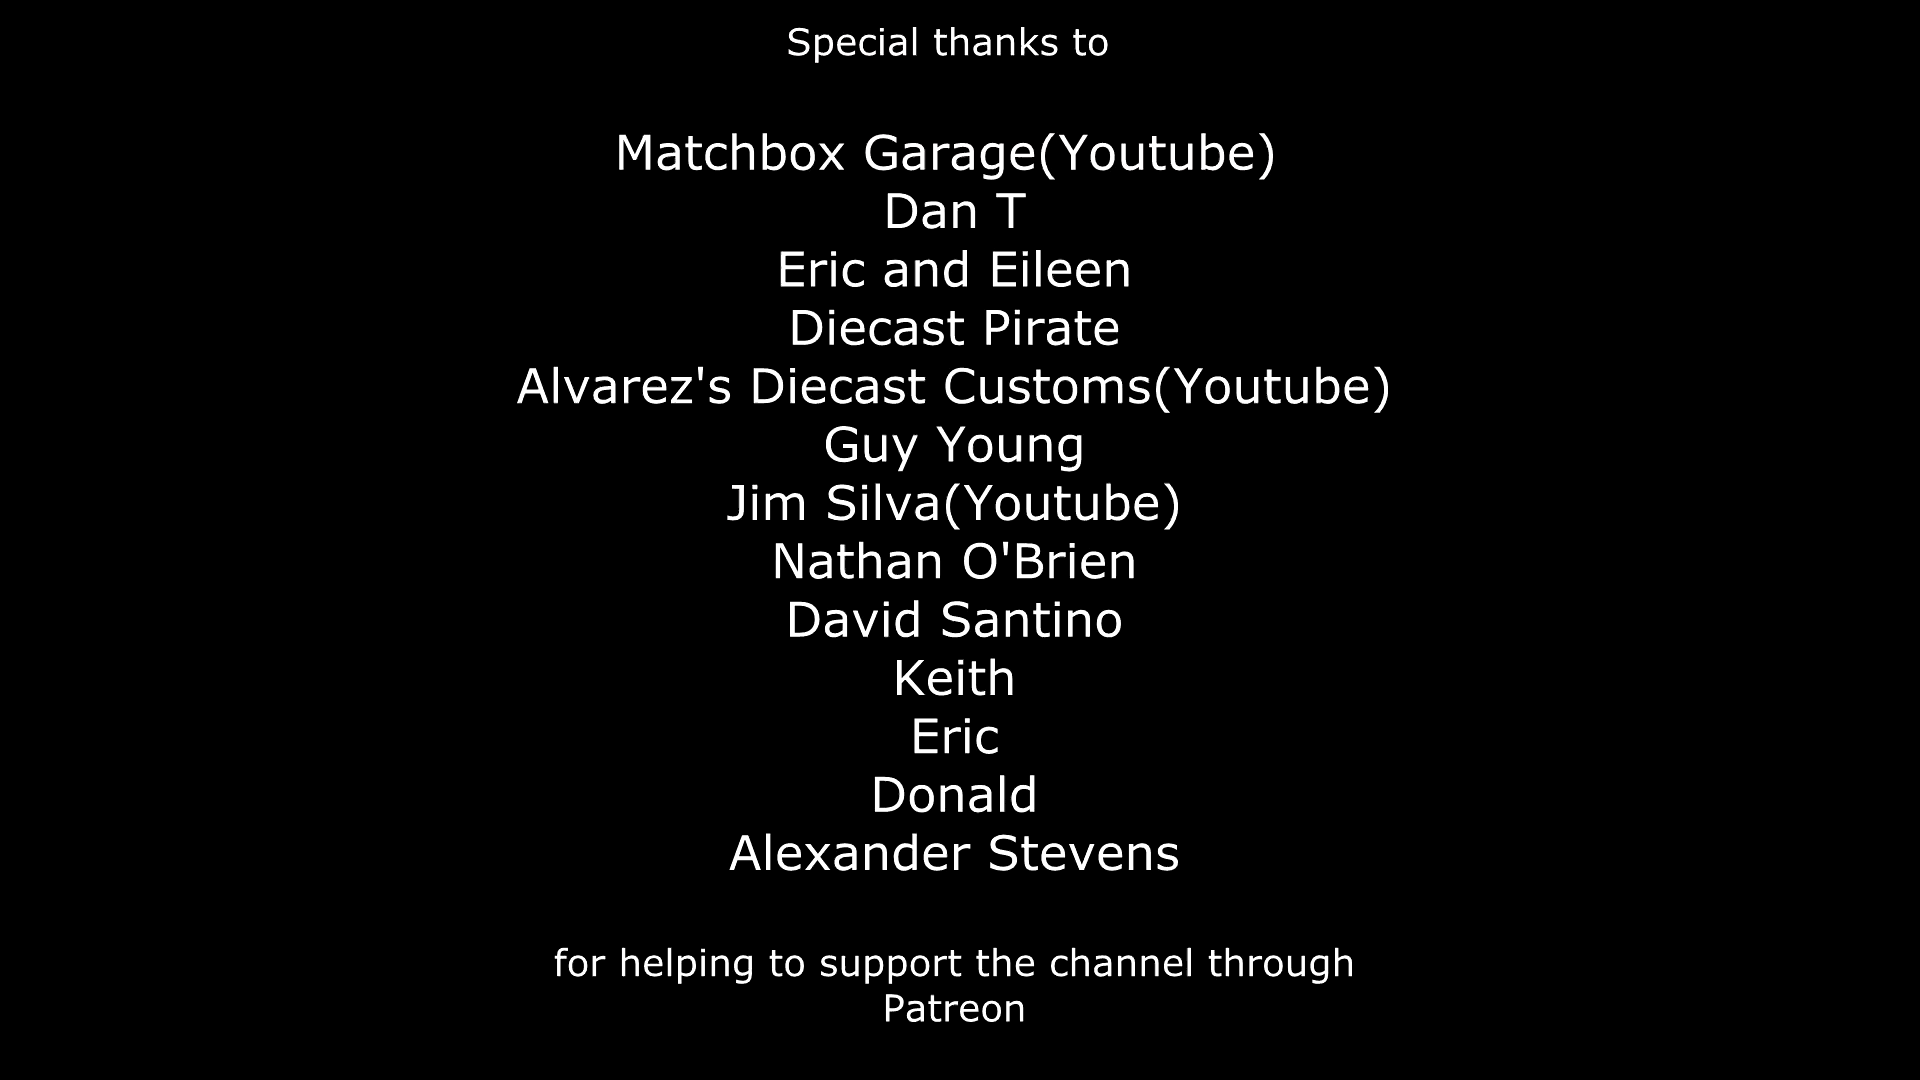 Special thanks to
Matchbox Garage(Youtube)
Dan T
Eric and Eileen
Diecast Pirate
Alvarez's Diecast Customs(Youtube)
Guy Young
Jim Silva(Youtube)
Nathan O'Brien
David Santino
Keith
Eric
Donald
Alexander Stevens
for helping to support the channel through
Patreon